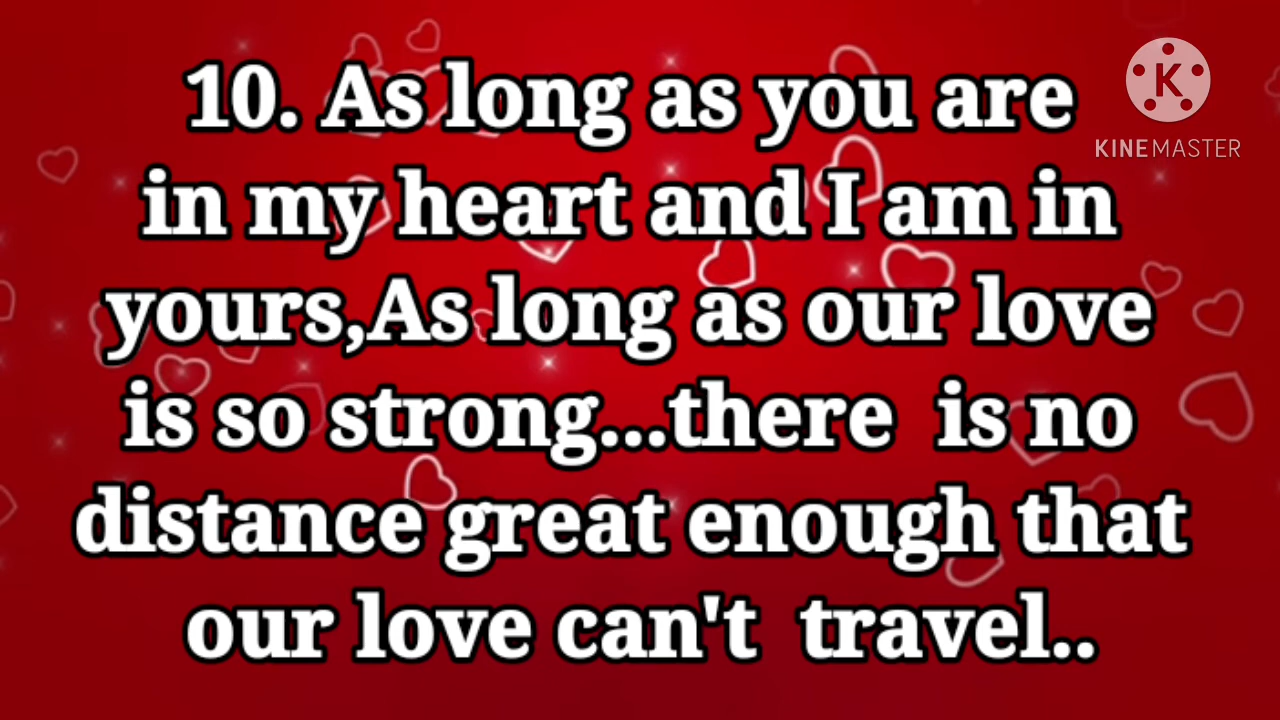 10. As long as you are
in my heart and I am in
yours,As long as our love
is so strong...there  is no
distance great enough that
our love can't  travel..
K
KINEMASTER